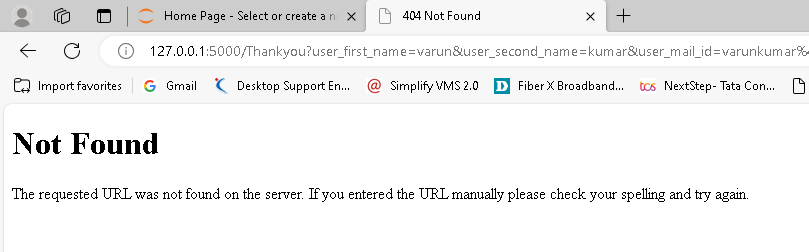 Home Page - Select or create a n
404 Not Found
127.0.0.1:5000/Thankyou?user_first_name=varun&user_second_name=kumar&user_mail_id=varunkumar%
Import favorites
Gmail
Desktop Support En...
Simplify VMS 2.0
Fiber X Broadband...
tcs
NextStep- Tata Con...
Not Found
The requested URL was not found on the server. If you entered the URL manually please check your spelling and try again.